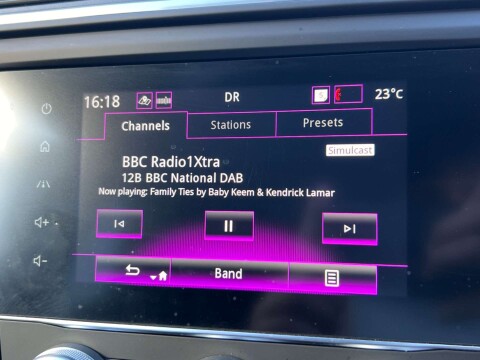 16:18 DR 23°C
Channels Stations Presets
Simulcast
BBC Radio1Xtra
12B BBC National DAB
Now playing: Family Ties by Baby Keem & Kendrick Lamar
Band